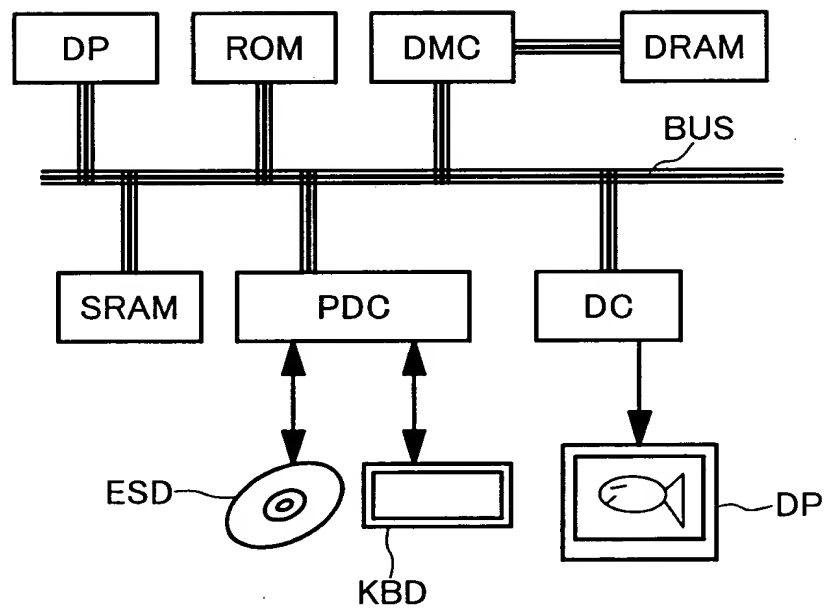 DP
ROM
DMC
DRAM
BUS
SRAM
PDC
DC
ESD
KBD
DP